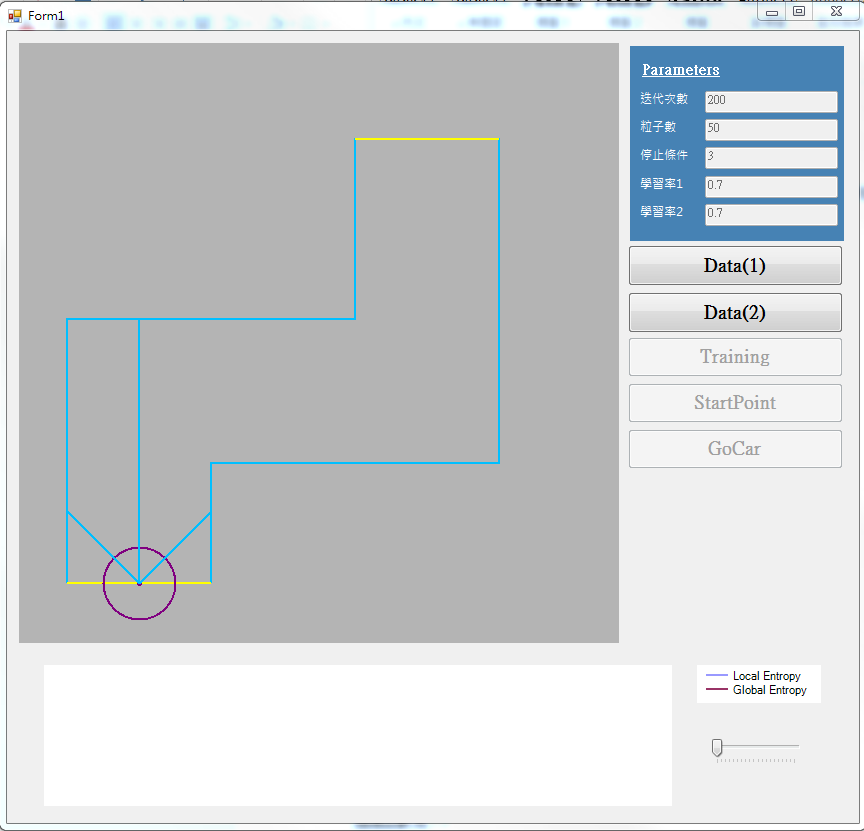 Form1
Parameters
迭代次數 200
粒子數 50
停止條件 3
學習率1 0.7
學習率2 0.7
Data(1)
Data(2)
Training
StartPoint
GoCar
Local Entropy
Global Entropy